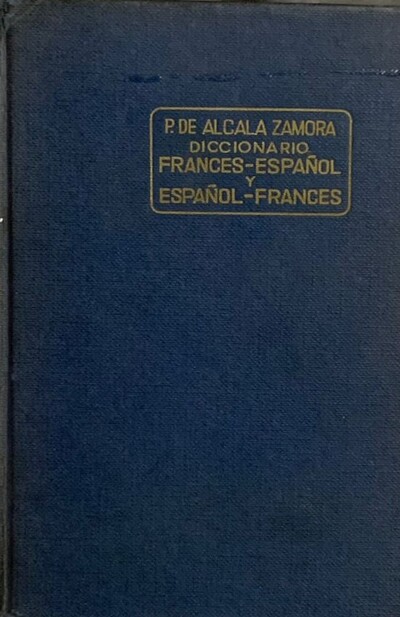 P. DE ALCALA ZAMORA
DICCIONARIO
FRANCES-ESPAÑOL
Y
ESPAÑOL-FRANCES